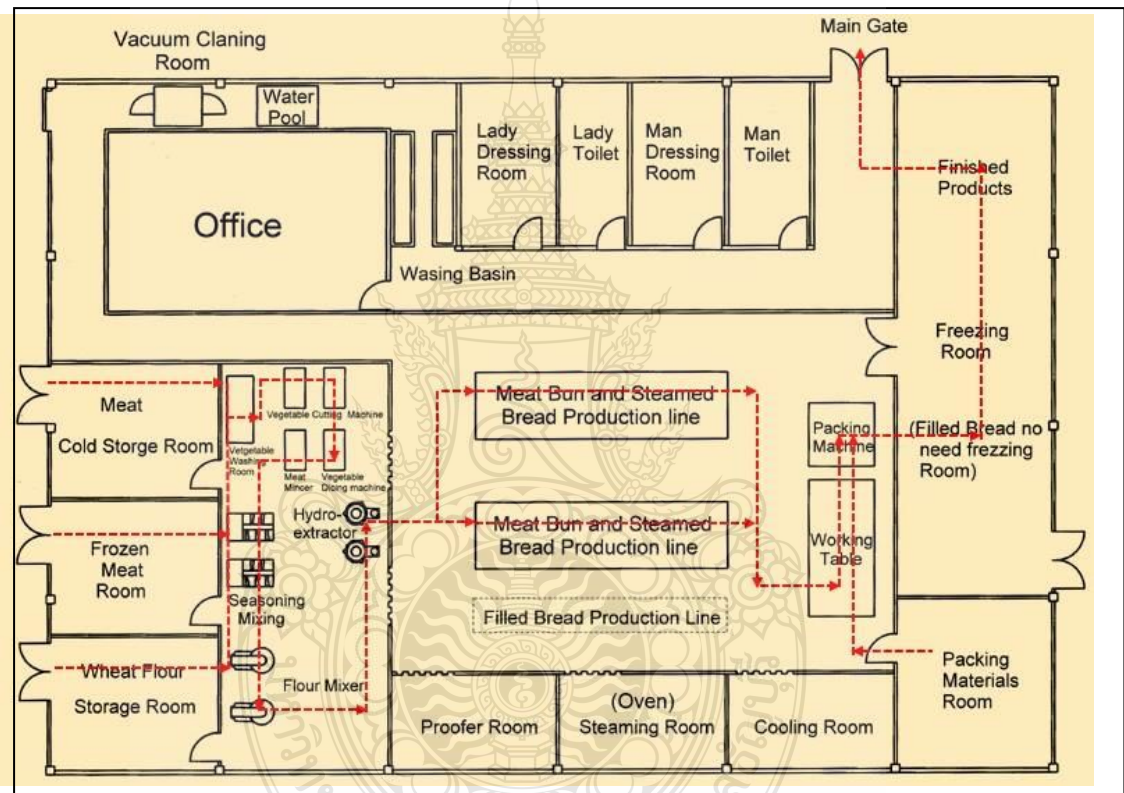 Main Gate
Vacuum Claning
Room
Water
Pool
Lady
Dressing
Room
Lady
Toilet
Man
Dressing
Room
Man
Toilet
Finished
Products
Office
Wasing Basin
Freezing
Room
(Filled Bread no
need frezzing
Room)
Meat
Cold Storge Room
Vegetable Cutting Machine
Vetgetable
Washing
Room
Meat
Mincer
Vegetable
Dicing machine
Meat Bun and Steamed
Bread Production line
Packing
Machine
Hydro-
extractor
Meat Bun and Steamed
Bread Production line
Working
Table
Frozen
Meat
Room
Seasoning
Mixing
Filled Bread Production Line
Wheat Flour
Storage Room
Flour Mixer
Proofer Room
(Oven)
Steaming Room
Cooling Room
Packing
Materials
Room